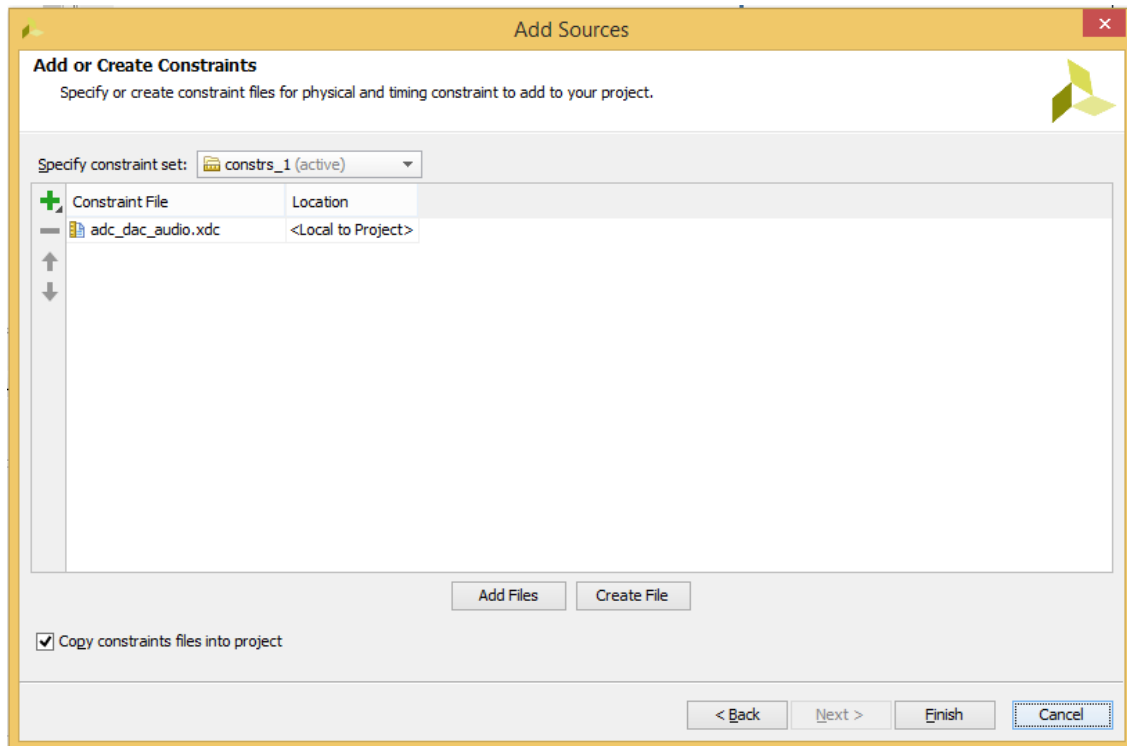 Add Sources
Add or Create Constraints
Specify or create constraint files for physical and timing constraint to add to your project.
Specify constraint set: constrs_1 (active)
Constraint File Location
adc_dac_audio.xdc <Local to Project>
Add Files Create File
Copy constraints files into project
< Back Next > Finish Cancel